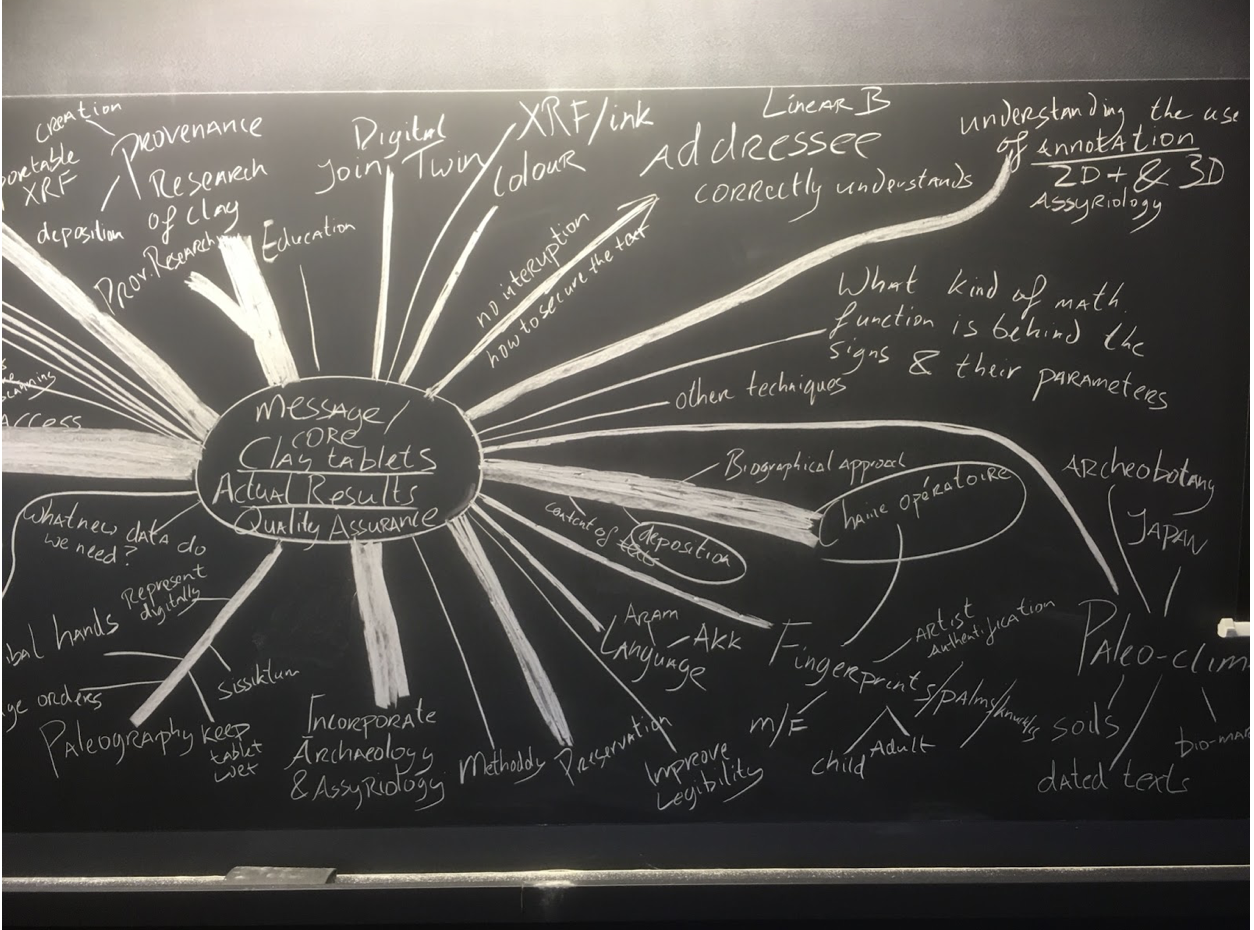 Creation
Provenance
portable
XRF
deposition
Research
of Clay
Prov. Research
Education
Digital
Join Twin
XRF/ink
Colour
Linear B
Addressee
correctly understands
no interuption
how to secure the text
understanding the use
of annotation
2D+ & 3D
Assyriology
What kind of math.
function is behind the
signs & their parameters
other techniques
scanning
Access
Message/
core
Clay tablets
Actual Results
Quality Assurance
Biographical approach
chaine opératoire
content of texts
deposition
Archeobotany
Japan
Paleo-clim
soils
bio-mar
dated texts
What new data do
we need?
Represent
digitally
ibal hands
ge orders
Sissiktum
Paleography
keep
tablet
wet
Incorporate
Archaeology
& Assyriology
Methoddy
Preservation
Improve
Legibility
Aram
Akk
Language
Fingerprints/palms/
Artist
Authentification
m/F
child
Adult